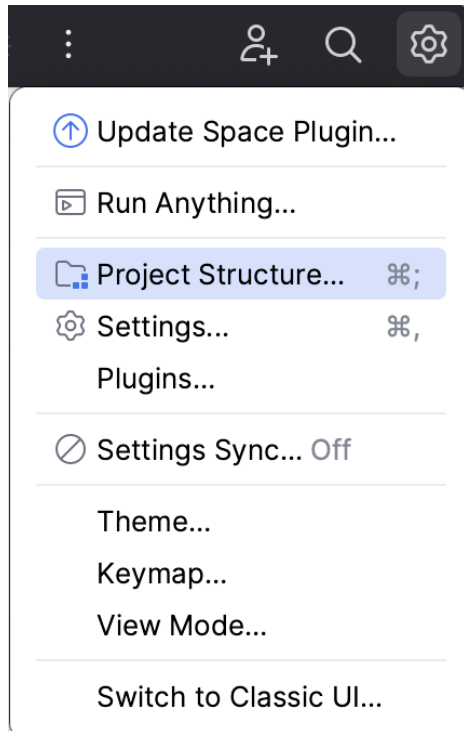 Update Space Plugin...
Run Anything...
Project Structure... ⌘;
Settings... ⌘,
Plugins...
Settings Sync... Off
Theme...
Keymap...
View Mode...
Switch to Classic UI...